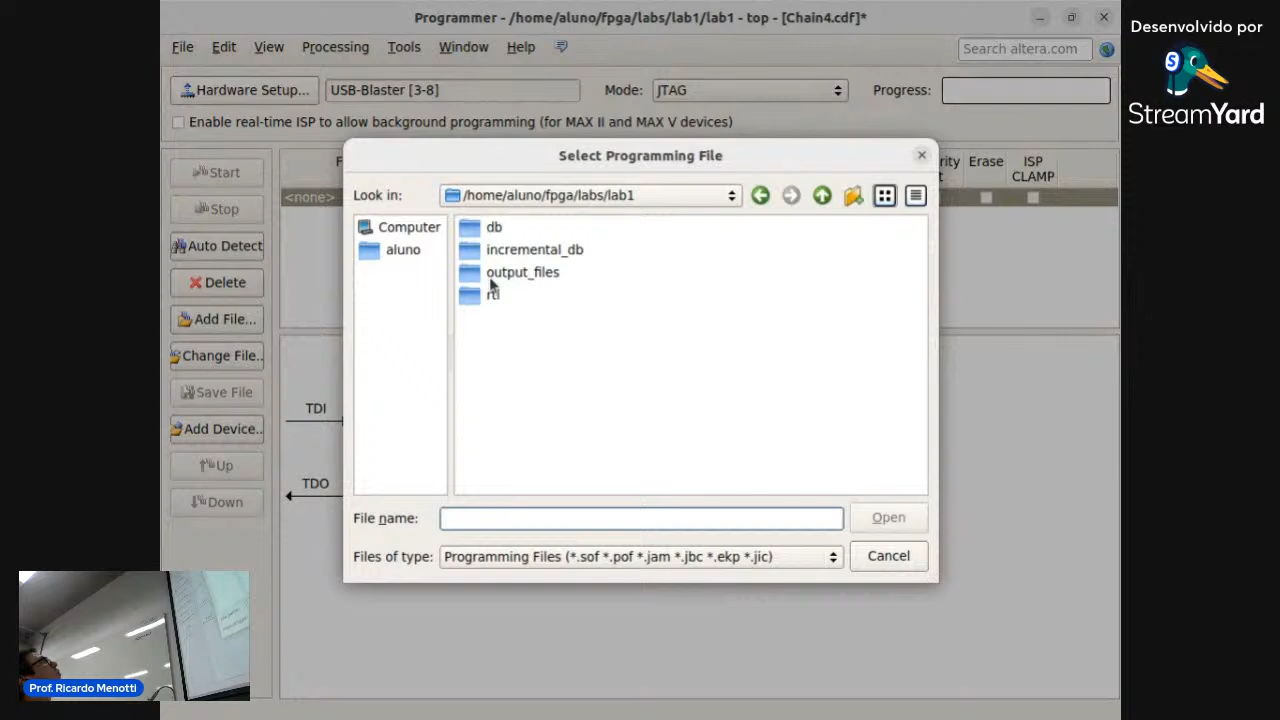 Programmer - /home/aluno/fpga/labs/lab1/lab1 - top - [Chain4.cdf]*
Desenvolvido por
StreamYard
File Edit View Processing Tools Window Help
Search altera.com
Hardware Setup...
USB-Blaster [3-8]
Mode:
JTAG
Progress:
Enable real-time ISP to allow background programming (for MAX II and MAX V devices)
Start
Stop
Auto Detect
Delete
Add File...
Change File..
Save File
Add Device..
Up
Down
Erase
ISP
CLAMP
<none>
TDI
TDO
Select Programming File
Look in:
/home/aluno/fpga/labs/lab1
Computer
aluno
db
incremental_db
output_files
rtl
File name:
Open
Files of type:
Programming Files (*.sof *.pof *.jam *.jbc *.ekp *.jic)
Cancel
Prof. Ricardo Menotti